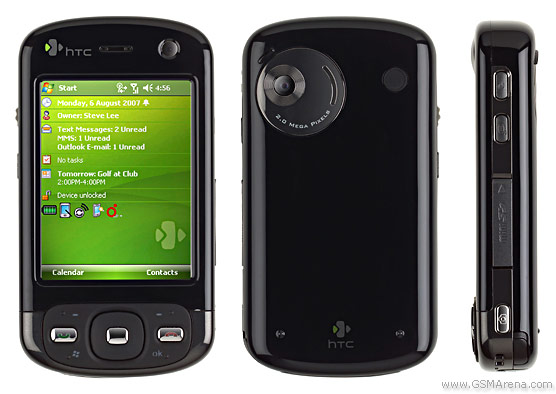 htc
Start 4:56
Monday, 6 August 2007
Owner: Steve Lee
Text Messages: 2 Unread
MMS: 1 Unread
Outlook E-mail: 1 Unread
No tasks
Tomorrow: Golf at Club
2:00PM-4:00PM
Device unlocked
Calendar Contacts
ok
2.0 MEGA PIXELS
htc
www.GSMArena.com